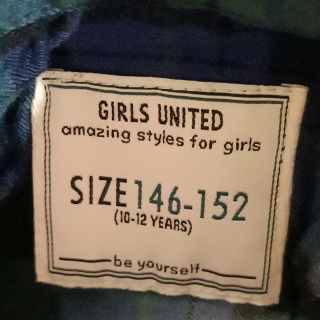 GIRLS UNITED
amazing styles for girls
SIZE 146-152
(10-12 YEARS)
be yourself